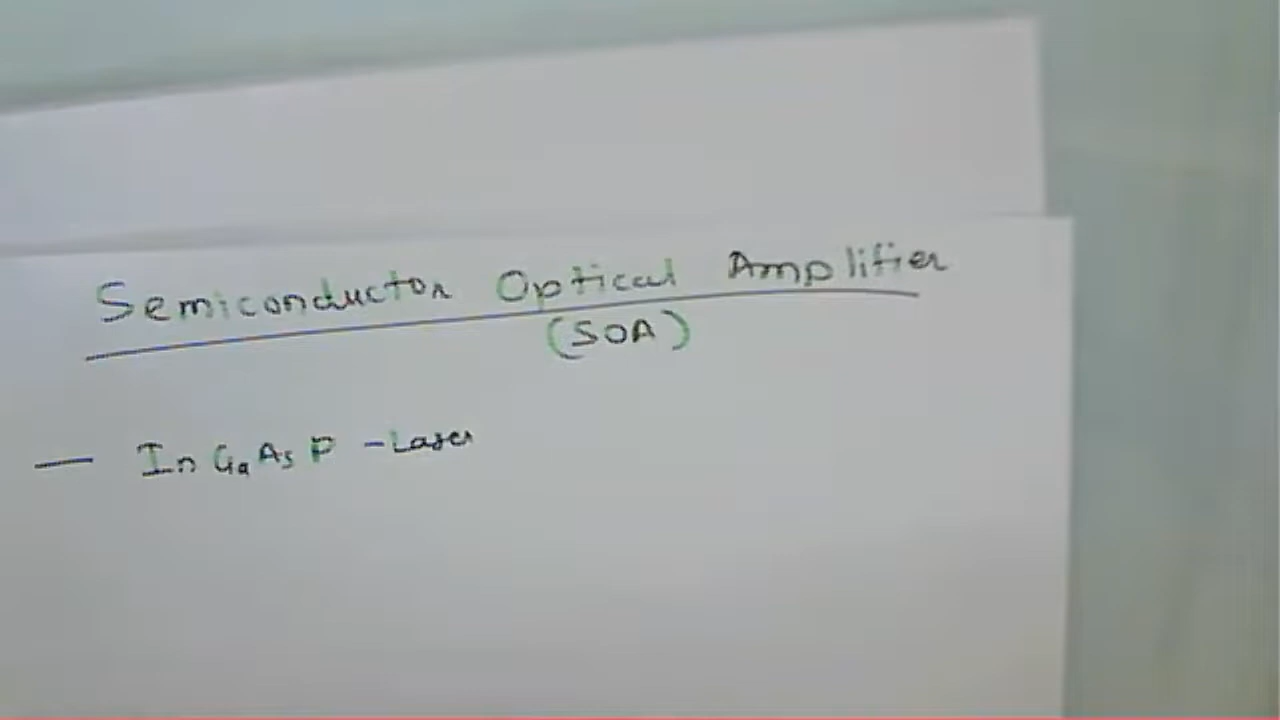 Semiconductor Optical Amplifier
(SOA)
— InGaAsP - Laser